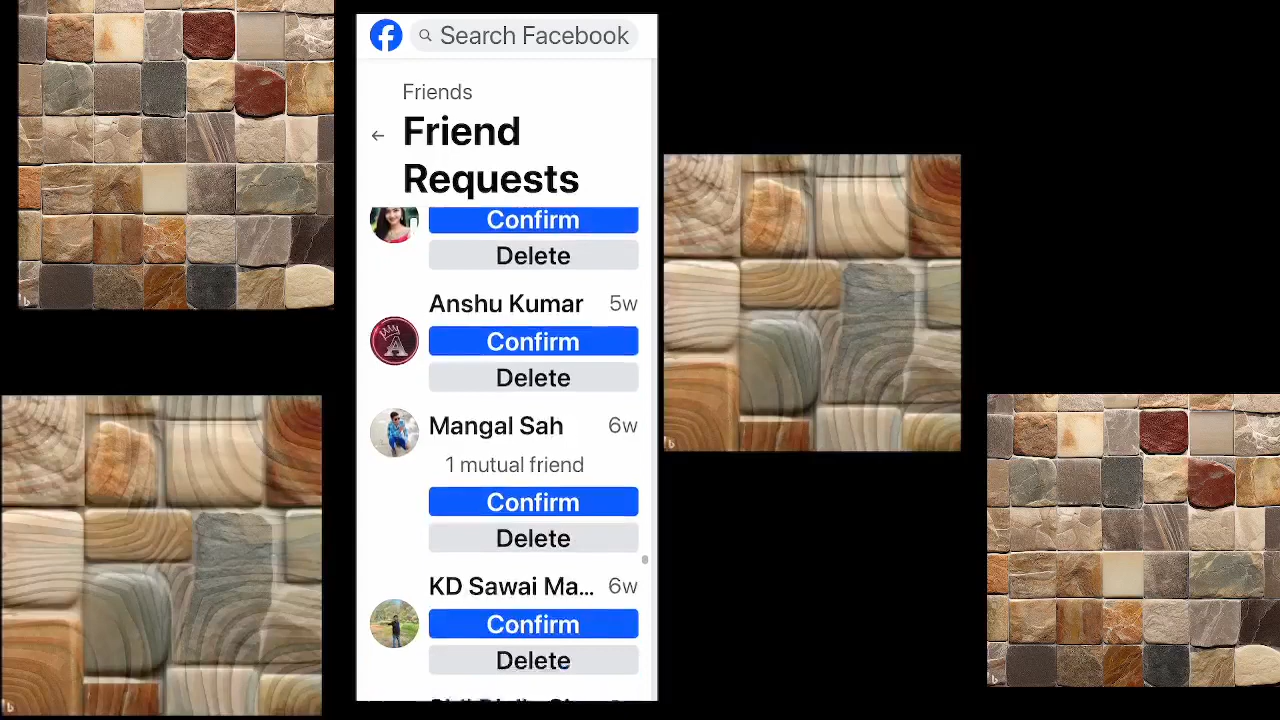 Search Facebook
Friends
Friend
Requests
Confirm
Delete
Anshu Kumar 5w
Confirm
Delete
Mangal Sah 6w
1 mutual friend
Confirm
Delete
KD Sawai Ma... 6w
Confirm
Delete